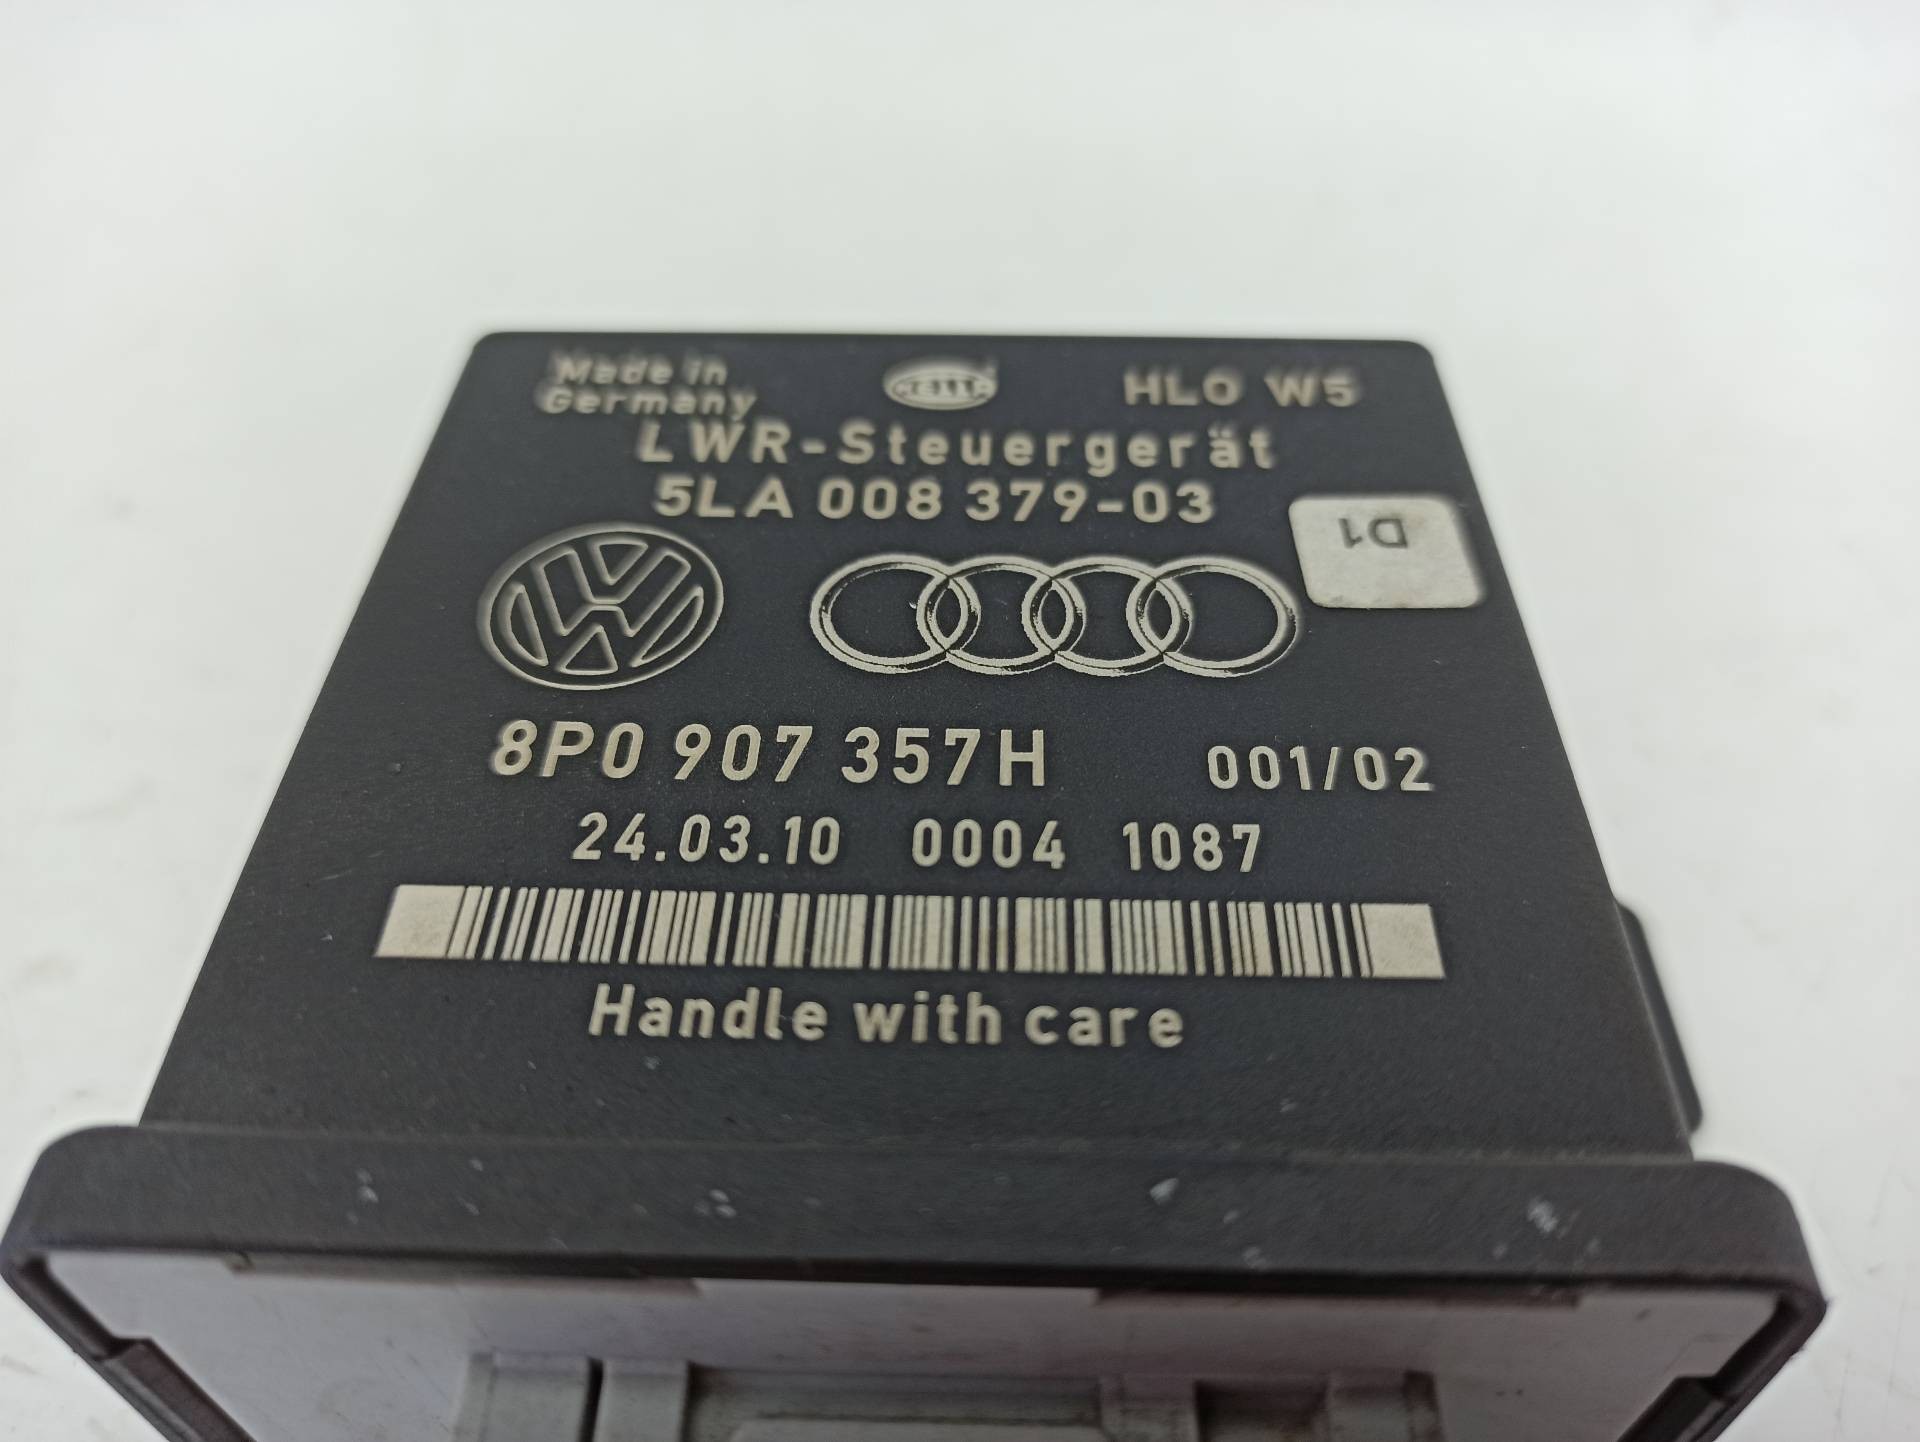 Made in
Germany
HELLA
HLO W5
LWR-Steuergerät
5LA 008 379-03
D1
8P0 907 357H 001/02
24.03.10 0004 1087
Handle with care